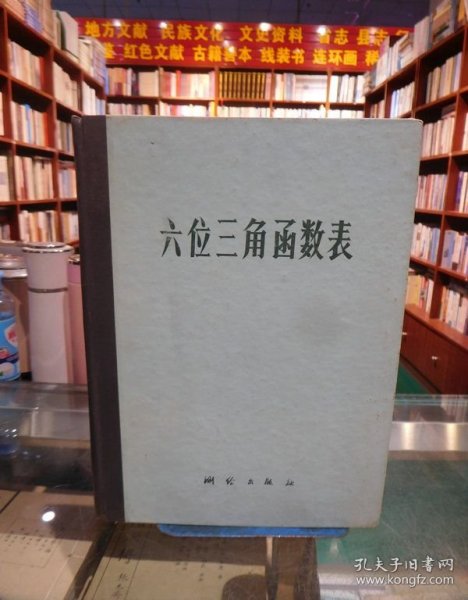 地方文献 民族文化 文史资料 省志 县志
红色文献 古籍善本 线装书 连环画
六位三角函数表
测绘出版社
孔夫子旧书网
www.kongfz.com